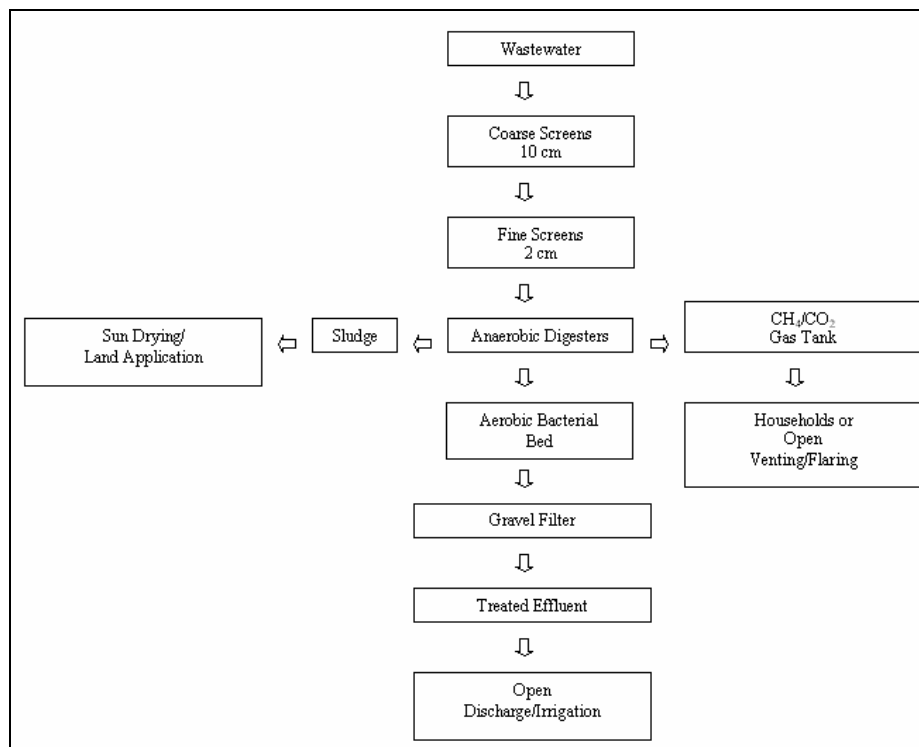 Wastewater
Coarse Screens
10 cm
Fine Screens
2 cm
Sun Drying/
Land Application
Sludge
Anaerobic Digesters
CH₄/CO₂
Gas Tank
Aerobic Bacterial
Bed
Households or
Open
Venting/Flaring
Gravel Filter
Treated Effluent
Open
Discharge/Irrigation